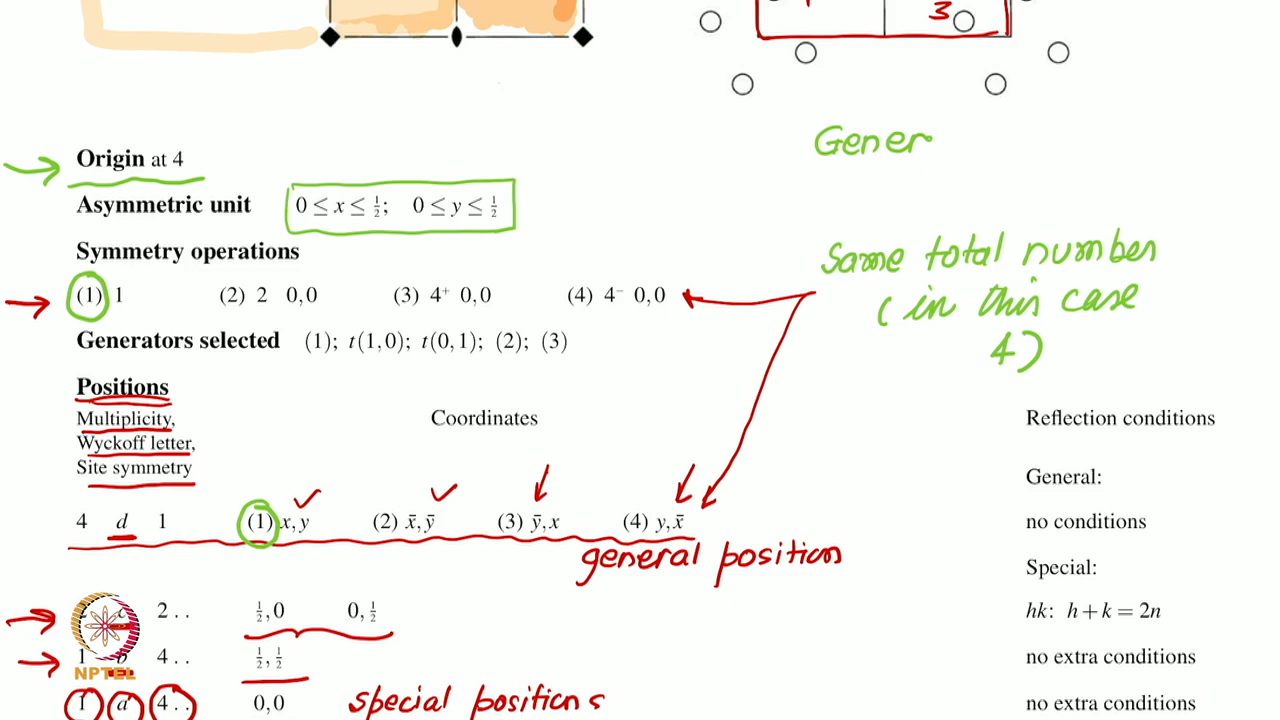 3
Gener
Origin at 4
Asymmetric unit 0 ≤ x ≤ ½; 0 ≤ y ≤ ½
Symmetry operations
(1) 1 (2) 2 0,0 (3) 4⁺ 0,0 (4) 4⁻ 0,0
Same total number
(in this case
4)
Generators selected (1); t(1,0); t(0,1); (2); (3)
Positions
Multiplicity,
Wyckoff letter,
Site symmetry
Coordinates
Reflection conditions
General:
4 d 1 (1) x,y (2) x̄,ȳ (3) ȳ,x (4) y,x̄ no conditions
general position
Special:
2 . . ½,0 0,½ hk: h+k = 2n
1 b 4 . . ½,½ no extra conditions
NPTEL
1 a 4 . . 0,0 special positions no extra conditions